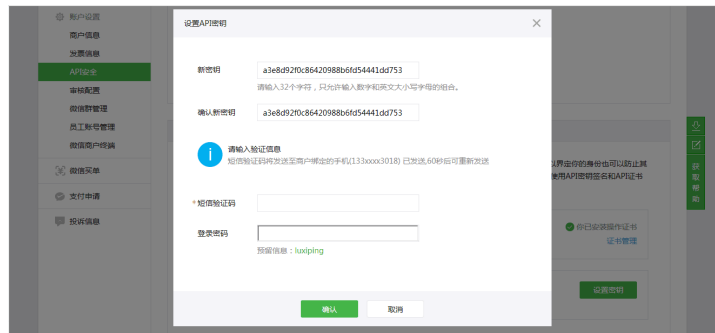 账户设置
商户信息
发票信息
API安全
审核配置
微信群管理
员工账号管理
微信商户终端
微信买单
支付申请
投诉信息
设置API密钥
新密钥 a3e8d92f0c86420988b6fd54441dd753
请输入32个字符，只允许输入数字和英文大小写字母的组合。
确认新密钥 a3e8d92f0c86420988b6fd54441dd753
请输入验证信息
短信验证码将发送至商户绑定的手机(133xxxx3018) 已发送,60秒后可重新发送
*短信验证码
登录密码
预留信息：luxiping
确认 取消
以界定你的身份也可以防止其
使用API密钥签名和API证书
你已安装操作证书
证书管理
设置密钥
获取帮助